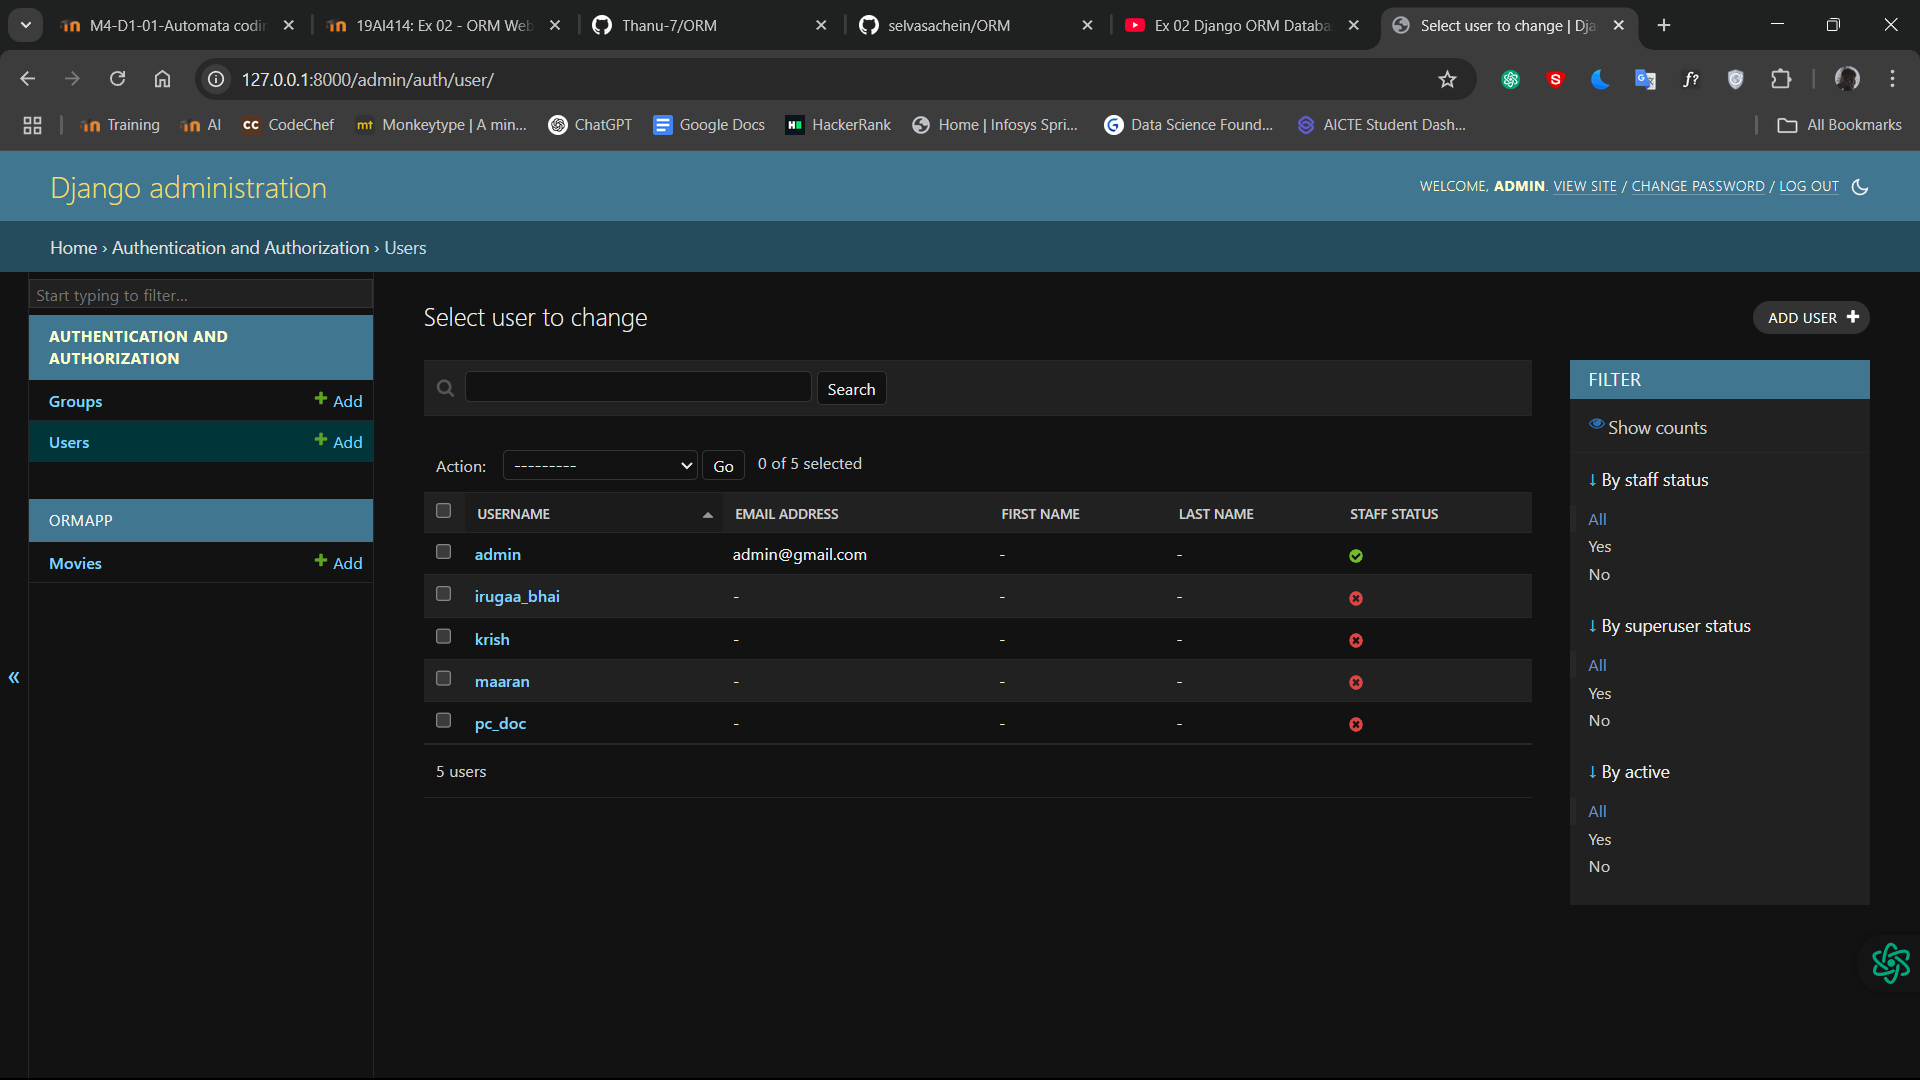 M4-D1-01-Automata codin
19AI414: Ex 02 - ORM Web
Thanu-7/ORM
selvasachein/ORM
Ex 02 Django ORM Databa
Select user to change | Dja
127.0.0.1:8000/admin/auth/user/
Training
AI
CodeChef
Monkeytype | A min...
ChatGPT
Google Docs
HackerRank
Home | Infosys Spri...
Data Science Found...
AICTE Student Dash...
All Bookmarks
Django administration
WELCOME, ADMIN. VIEW SITE / CHANGE PASSWORD / LOG OUT
Home › Authentication and Authorization › Users
Start typing to filter...
AUTHENTICATION AND
AUTHORIZATION
Groups
+ Add
Users
+ Add
ORMAPP
Movies
+ Add
Select user to change
ADD USER +
Search
Action: --------- Go 0 of 5 selected
USERNAME EMAIL ADDRESS FIRST NAME LAST NAME STAFF STATUS
admin admin@gmail.com - -
irugaa_bhai - - -
krish - - -
maaran - - -
pc_doc - - -
5 users
FILTER
Show counts
↓ By staff status
All
Yes
No
↓ By superuser status
All
Yes
No
↓ By active
All
Yes
No